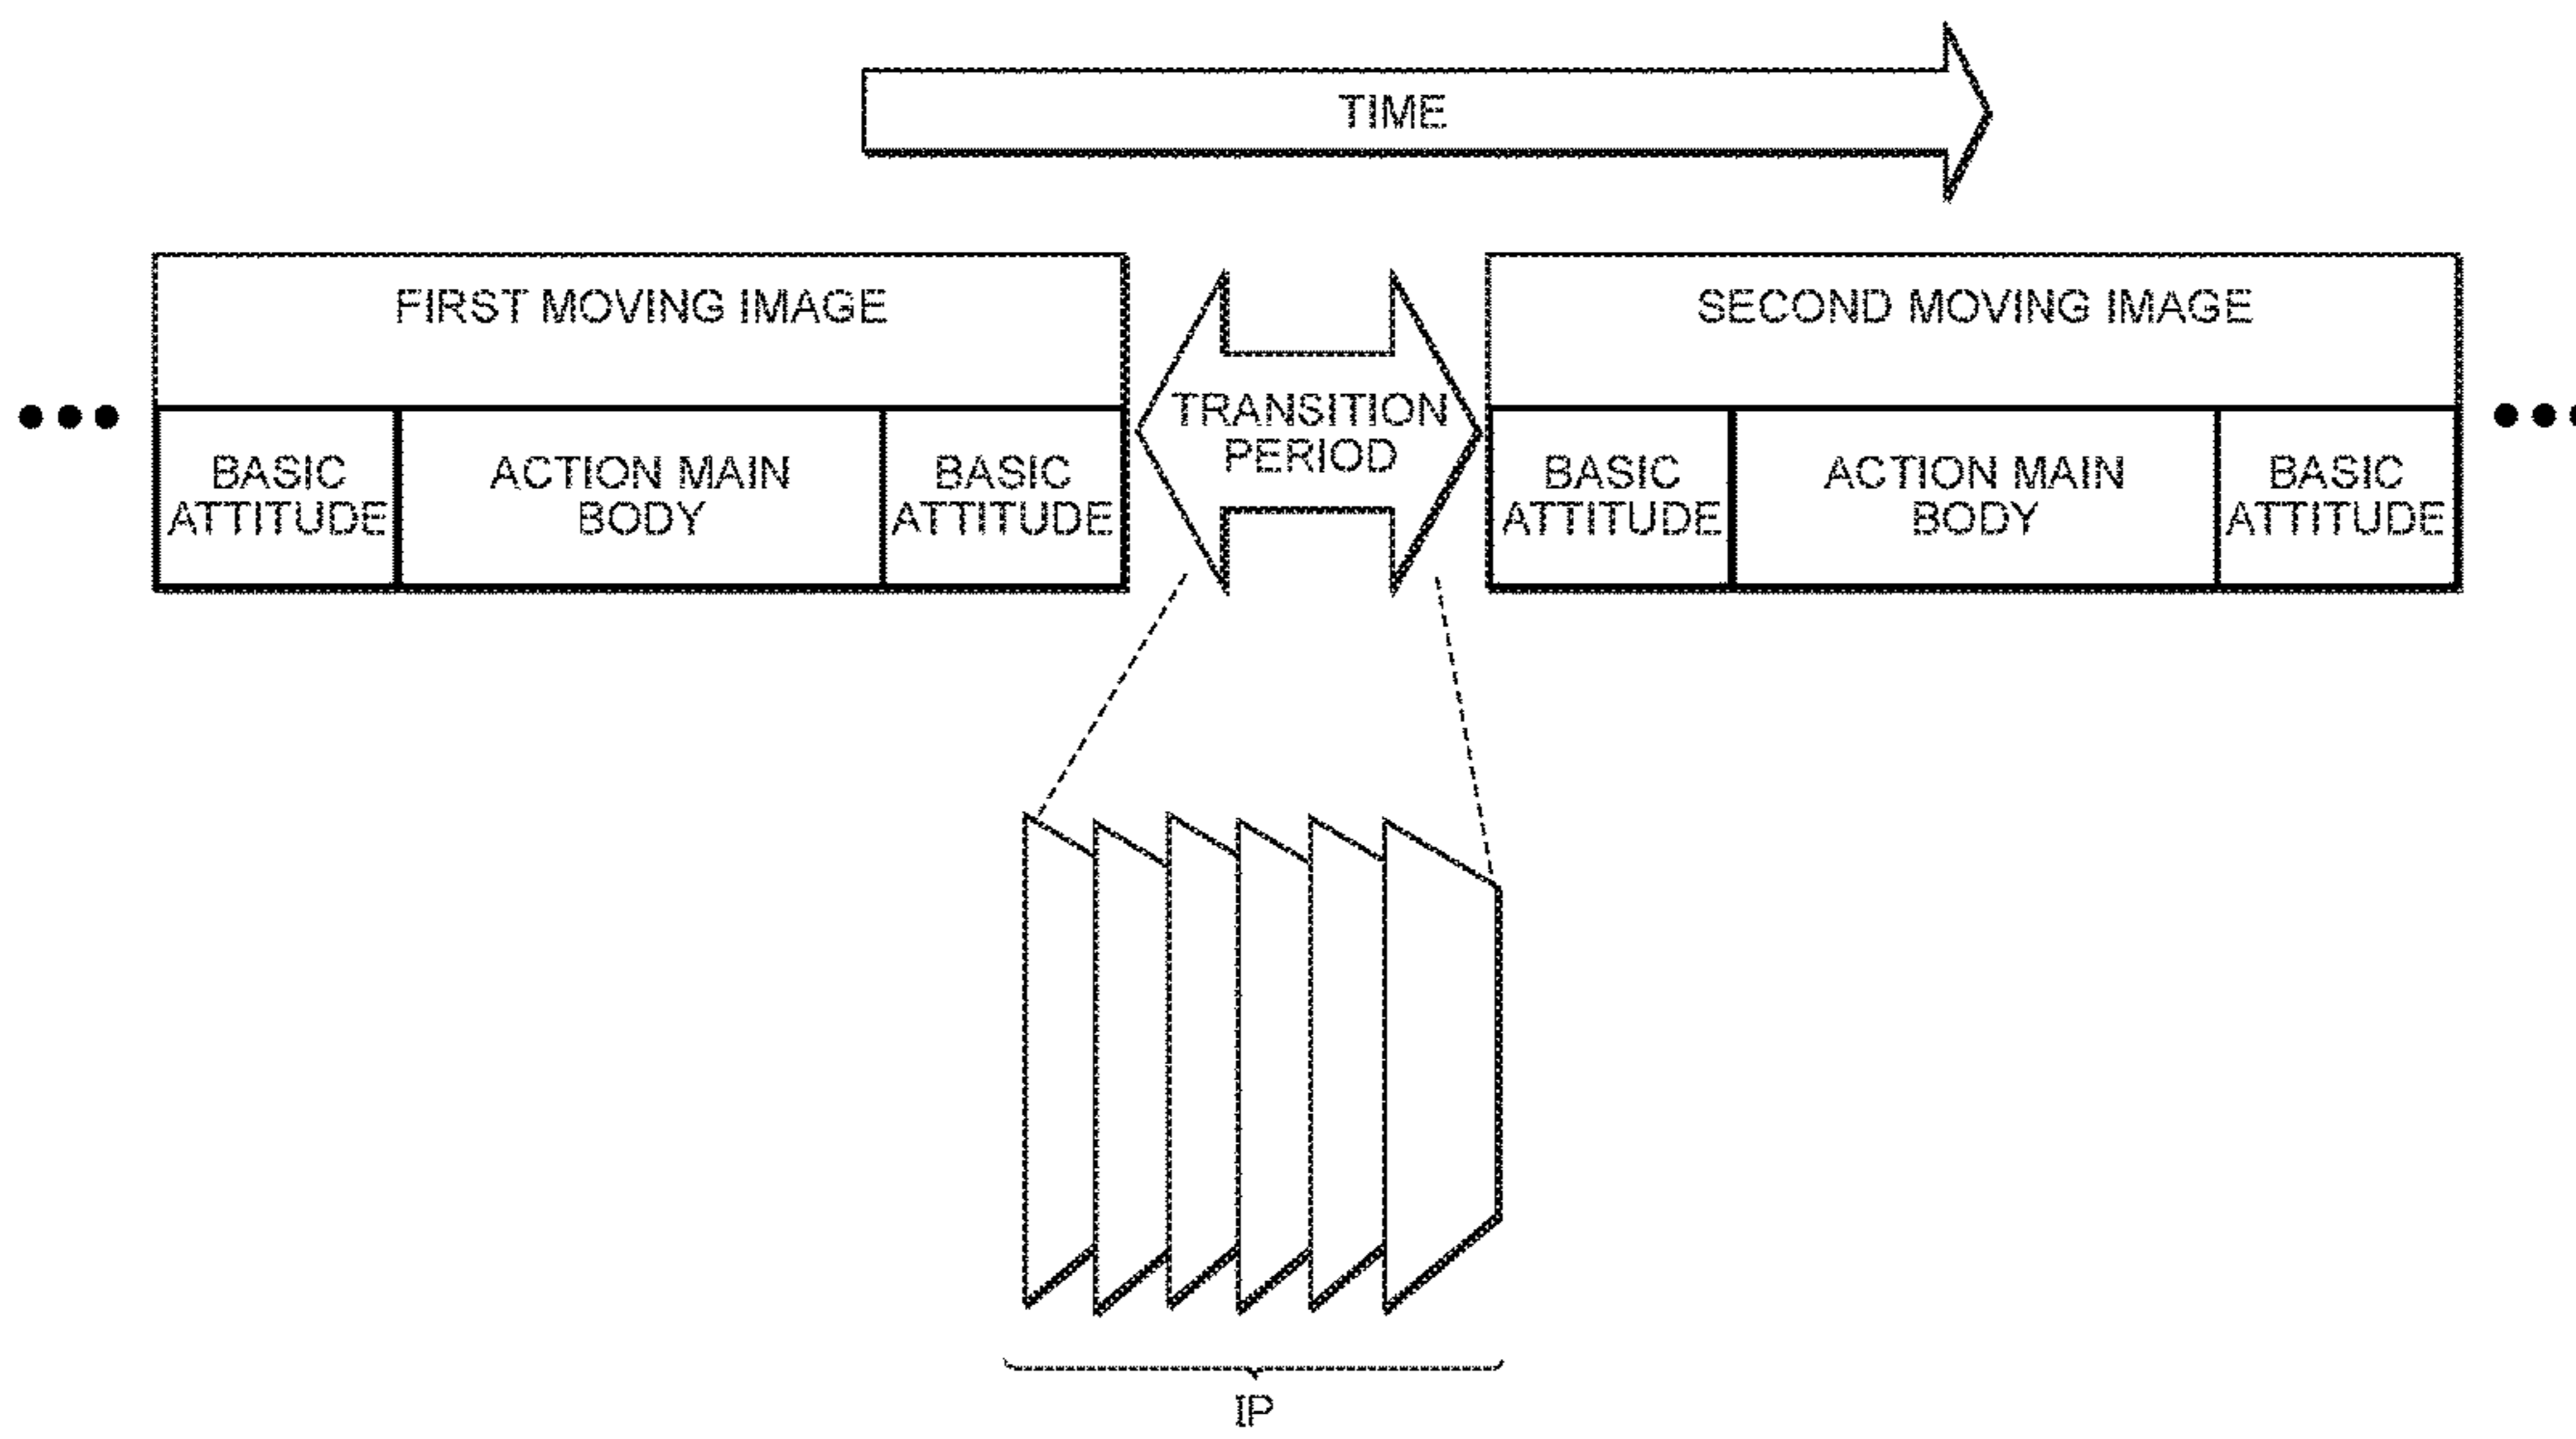 TIME
FIRST MOVING IMAGE
SECOND MOVING IMAGE
BASIC
ATTITUDE
ACTION MAIN
BODY
BASIC
ATTITUDE
TRANSITION
PERIOD
BASIC
ATTITUDE
ACTION MAIN
BODY
BASIC
ATTITUDE
IP